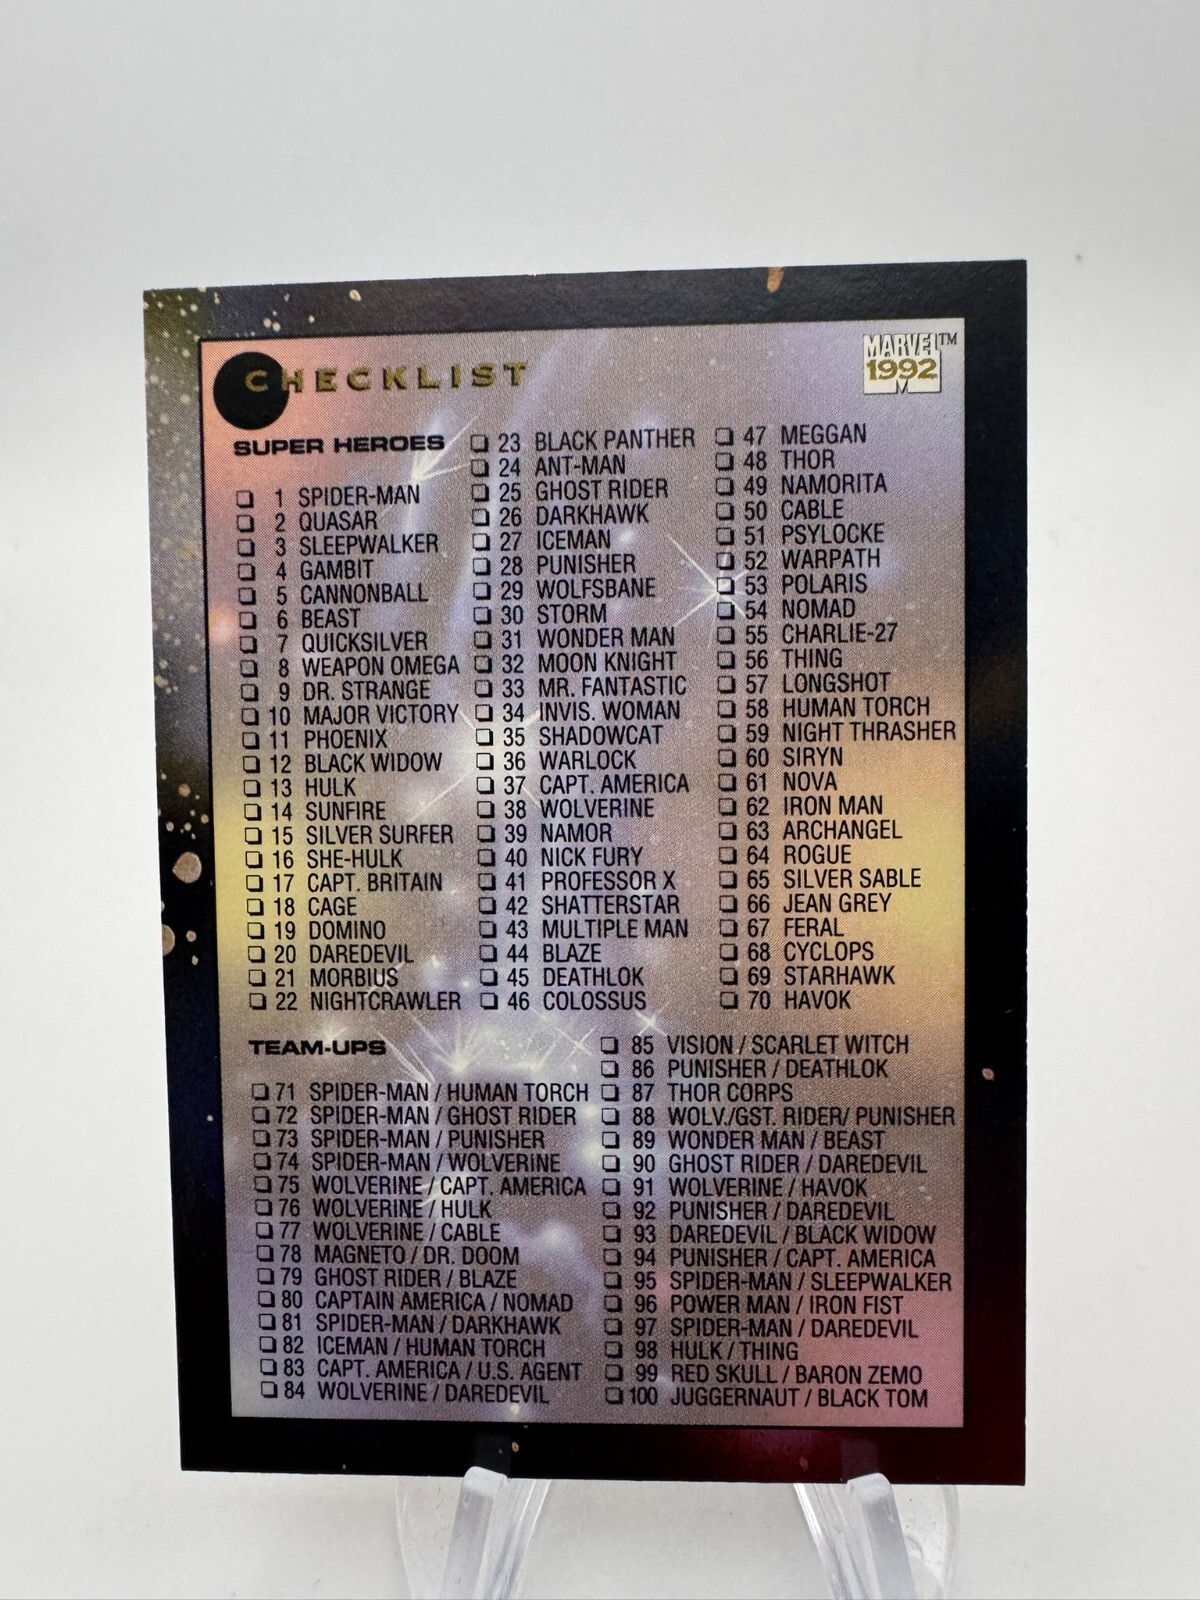 CHECKLIST
MARVEL™
1992
M
SUPER HEROES
1 SPIDER-MAN
2 QUASAR
3 SLEEPWALKER
4 GAMBIT
5 CANNONBALL
6 BEAST
7 QUICKSILVER
8 WEAPON OMEGA
9 DR. STRANGE
10 MAJOR VICTORY
11 PHOENIX
12 BLACK WIDOW
13 HULK
14 SUNFIRE
15 SILVER SURFER
16 SHE-HULK
17 CAPT. BRITAIN
18 CAGE
19 DOMINO
20 DAREDEVIL
21 MORBIUS
22 NIGHTCRAWLER
23 BLACK PANTHER
24 ANT-MAN
25 GHOST RIDER
26 DARKHAWK
27 ICEMAN
28 PUNISHER
29 WOLFSBANE
30 STORM
31 WONDER MAN
32 MOON KNIGHT
33 MR. FANTASTIC
34 INVIS. WOMAN
35 SHADOWCAT
36 WARLOCK
37 CAPT. AMERICA
38 WOLVERINE
39 NAMOR
40 NICK FURY
41 PROFESSOR X
42 SHATTERSTAR
43 MULTIPLE MAN
44 BLAZE
45 DEATHLOK
46 COLOSSUS
47 MEGGAN
48 THOR
49 NAMORITA
50 CABLE
51 PSYLOCKE
52 WARPATH
53 POLARIS
54 NOMAD
55 CHARLIE-27
56 THING
57 LONGSHOT
58 HUMAN TORCH
59 NIGHT THRASHER
60 SIRYN
61 NOVA
62 IRON MAN
63 ARCHANGEL
64 ROGUE
65 SILVER SABLE
66 JEAN GREY
67 FERAL
68 CYCLOPS
69 STARHAWK
70 HAVOK
TEAM-UPS
71 SPIDER-MAN / HUMAN TORCH
72 SPIDER-MAN / GHOST RIDER
73 SPIDER-MAN / PUNISHER
74 SPIDER-MAN / WOLVERINE
75 WOLVERINE / CAPT. AMERICA
76 WOLVERINE / HULK
77 WOLVERINE / CABLE
78 MAGNETO / DR. DOOM
79 GHOST RIDER / BLAZE
80 CAPTAIN AMERICA / NOMAD
81 SPIDER-MAN / DARKHAWK
82 ICEMAN / HUMAN TORCH
83 CAPT. AMERICA / U.S. AGENT
84 WOLVERINE / DAREDEVIL
85 VISION / SCARLET WITCH
86 PUNISHER / DEATHLOK
87 THOR CORPS
88 WOLV./GST. RIDER/ PUNISHER
89 WONDER MAN / BEAST
90 GHOST RIDER / DAREDEVIL
91 WOLVERINE / HAVOK
92 PUNISHER / DAREDEVIL
93 DAREDEVIL / BLACK WIDOW
94 PUNISHER / CAPT. AMERICA
95 SPIDER-MAN / SLEEPWALKER
96 POWER MAN / IRON FIST
97 SPIDER-MAN / DAREDEVIL
98 HULK / THING
99 RED SKULL / BARON ZEMO
100 JUGGERNAUT / BLACK TOM